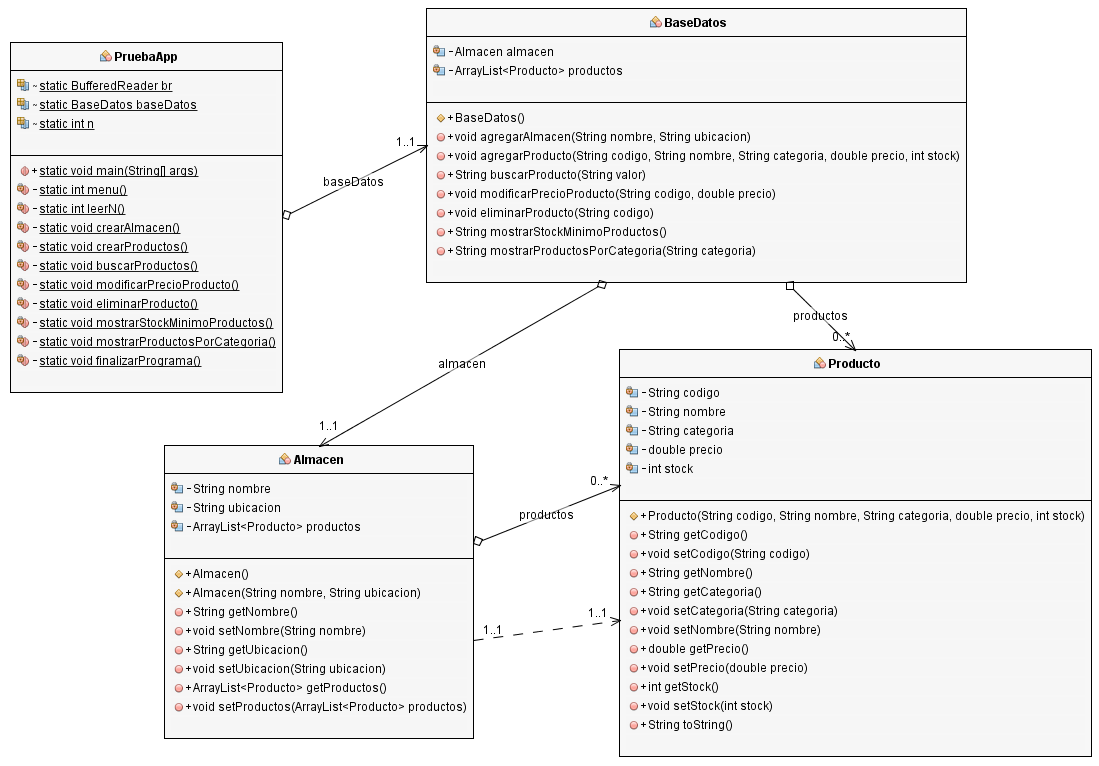 PruebaApp
~static BufferedReader br
~static BaseDatos baseDatos
~static int n
+static void main(String[] args)
-static int menu()
-static int leerN()
-static void crearAlmacen()
-static void crearProductos()
-static void buscarProductos()
-static void modificarPrecioProducto()
-static void eliminarProducto()
-static void mostrarStockMinimoProductos()
-static void mostrarProductosPorCategoria()
-static void finalizarPrograma()
1..1
baseDatos
BaseDatos
-Almacen almacen
-ArrayList<Producto> productos
+BaseDatos()
+void agregarAlmacen(String nombre, String ubicacion)
+void agregarProducto(String codigo, String nombre, String categoria, double precio, int stock)
+String buscarProducto(String valor)
+void modificarPrecioProducto(String codigo, double precio)
+void eliminarProducto(String codigo)
+String mostrarStockMinimoProductos()
+String mostrarProductosPorCategoria(String categoria)
almacen
1..1
productos
0..*
Almacen
-String nombre
-String ubicacion
-ArrayList<Producto> productos
+Almacen()
+Almacen(String nombre, String ubicacion)
+String getNombre()
+void setNombre(String nombre)
+String getUbicacion()
+void setUbicacion(String ubicacion)
+ArrayList<Producto> getProductos()
+void setProductos(ArrayList<Producto> productos)
0..*
productos
1..1
1..1
Producto
-String codigo
-String nombre
-String categoria
-double precio
-int stock
+Producto(String codigo, String nombre, String categoria, double precio, int stock)
+String getCodigo()
+void setCodigo(String codigo)
+String getNombre()
+String getCategoria()
+void setCategoria(String categoria)
+void setNombre(String nombre)
+double getPrecio()
+void setPrecio(double precio)
+int getStock()
+void setStock(int stock)
+String toString()